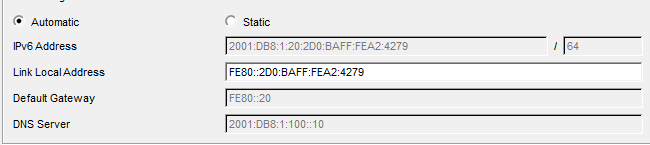 Automatic Static
IPv6 Address 2001:DB8:1:20:2D0:BAFF:FEA2:4279 / 64
Link Local Address FE80::2D0:BAFF:FEA2:4279
Default Gateway FE80::20
DNS Server 2001:DB8:1:100::10